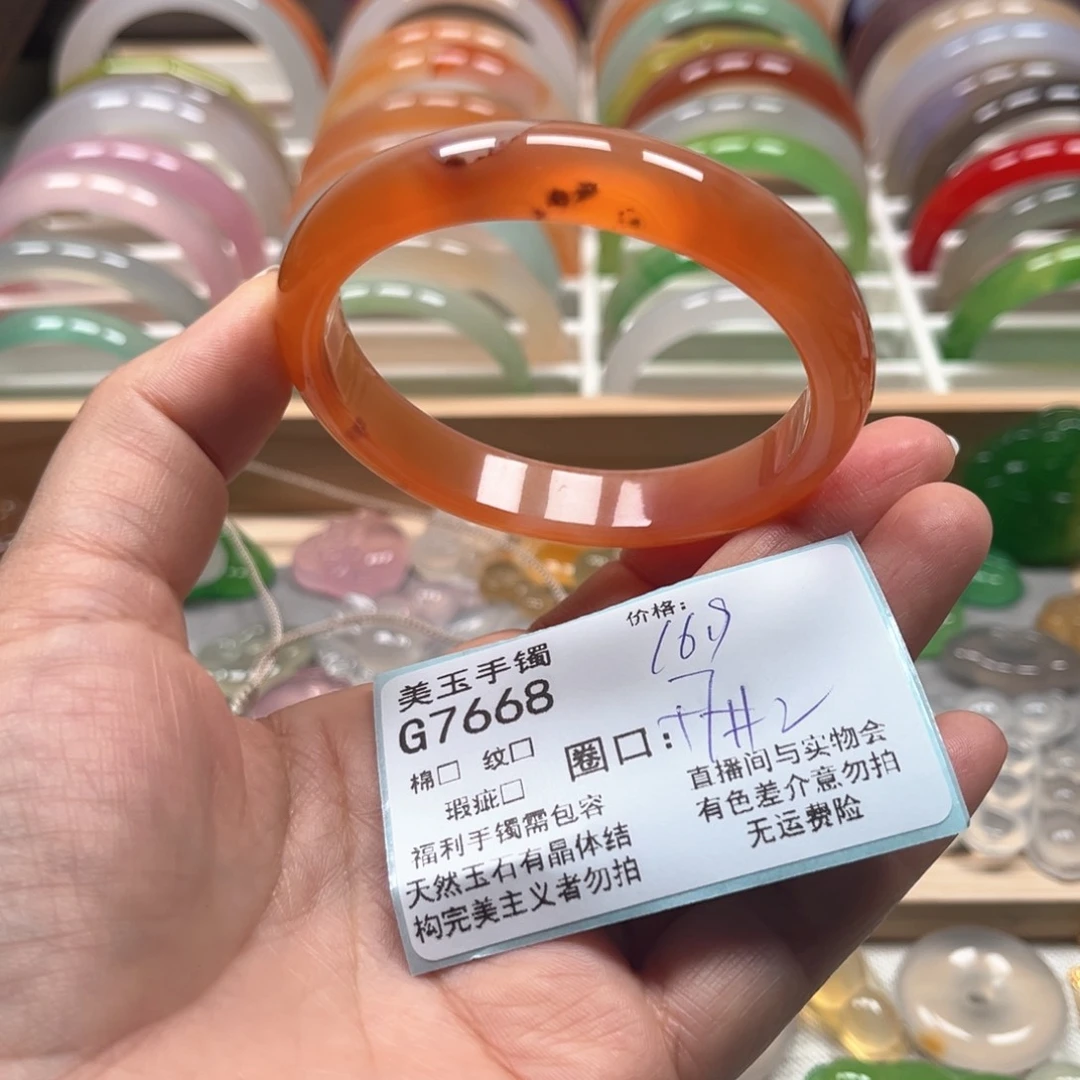 价格:
美玉手镯
G7668
棉□ 纹□ 圈口:
瑕疵□
福利手镯需包容
天然玉石有晶体结
构完美主义者勿拍
直播间与实物会
有色差介意勿拍
无运费险